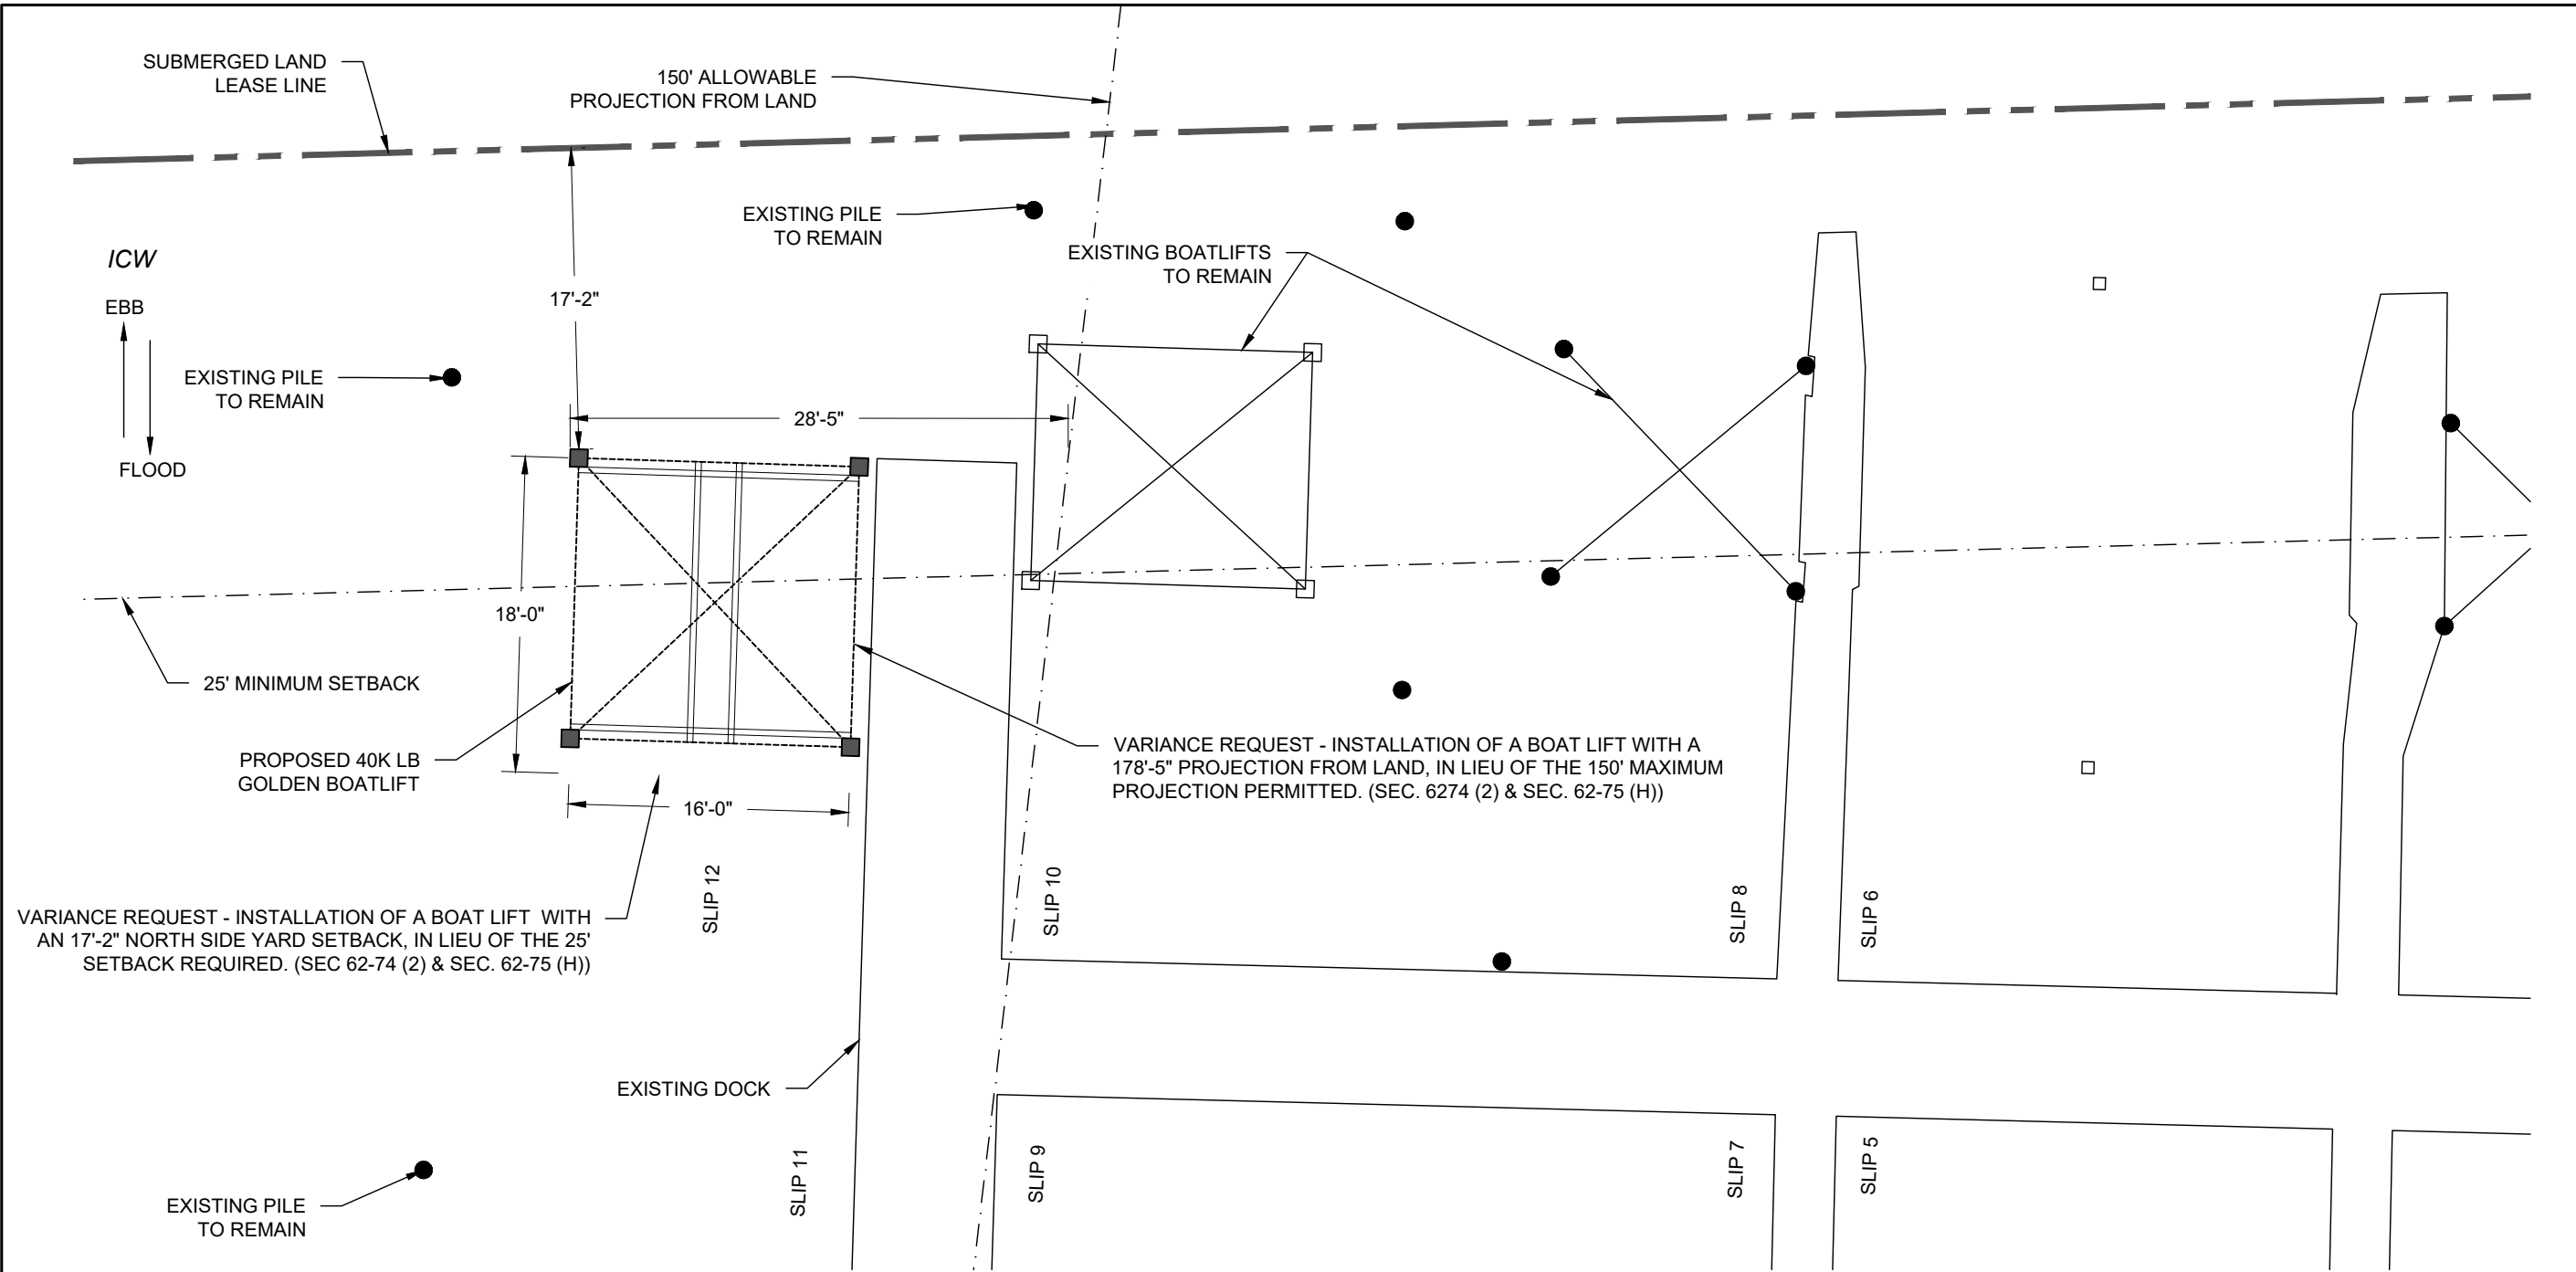 SUBMERGED LAND
LEASE LINE
150' ALLOWABLE
PROJECTION FROM LAND
EXISTING PILE
TO REMAIN
EXISTING BOATLIFTS
TO REMAIN
ICW
EBB
FLOOD
17'-2"
EXISTING PILE
TO REMAIN
28'-5"
18'-0"
25' MINIMUM SETBACK
PROPOSED 40K LB
GOLDEN BOATLIFT
16'-0"
VARIANCE REQUEST - INSTALLATION OF A BOAT LIFT WITH A
178'-5" PROJECTION FROM LAND, IN LIEU OF THE 150' MAXIMUM
PROJECTION PERMITTED. (SEC. 6274 (2) & SEC. 62-75 (H))
VARIANCE REQUEST - INSTALLATION OF A BOAT LIFT WITH
AN 17'-2" NORTH SIDE YARD SETBACK, IN LIEU OF THE 25'
SETBACK REQUIRED. (SEC 62-74 (2) & SEC. 62-75 (H))
SLIP 12
SLIP 10
SLIP 8
SLIP 6
EXISTING DOCK
SLIP 11
SLIP 9
SLIP 7
SLIP 5
EXISTING PILE
TO REMAIN